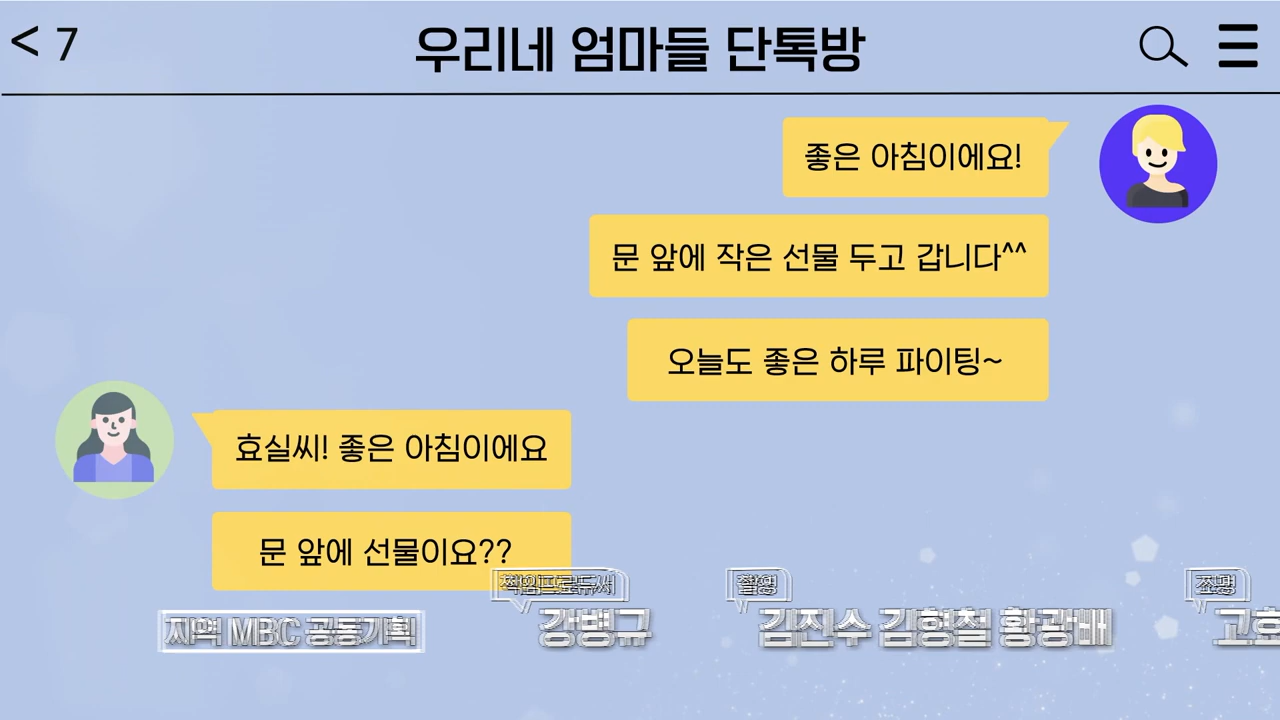 < 7 우리네 엄마들 단톡방
좋은 아침이에요!
문 앞에 작은 선물 두고 갑니다^^
오늘도 좋은 하루 파이팅~
효실씨! 좋은 아침이에요
문 앞에 선물이요??
책임프로듀서
촬영
조명
지역 MBC 공동기획
강병규
김진수 김형철 황광배
고효